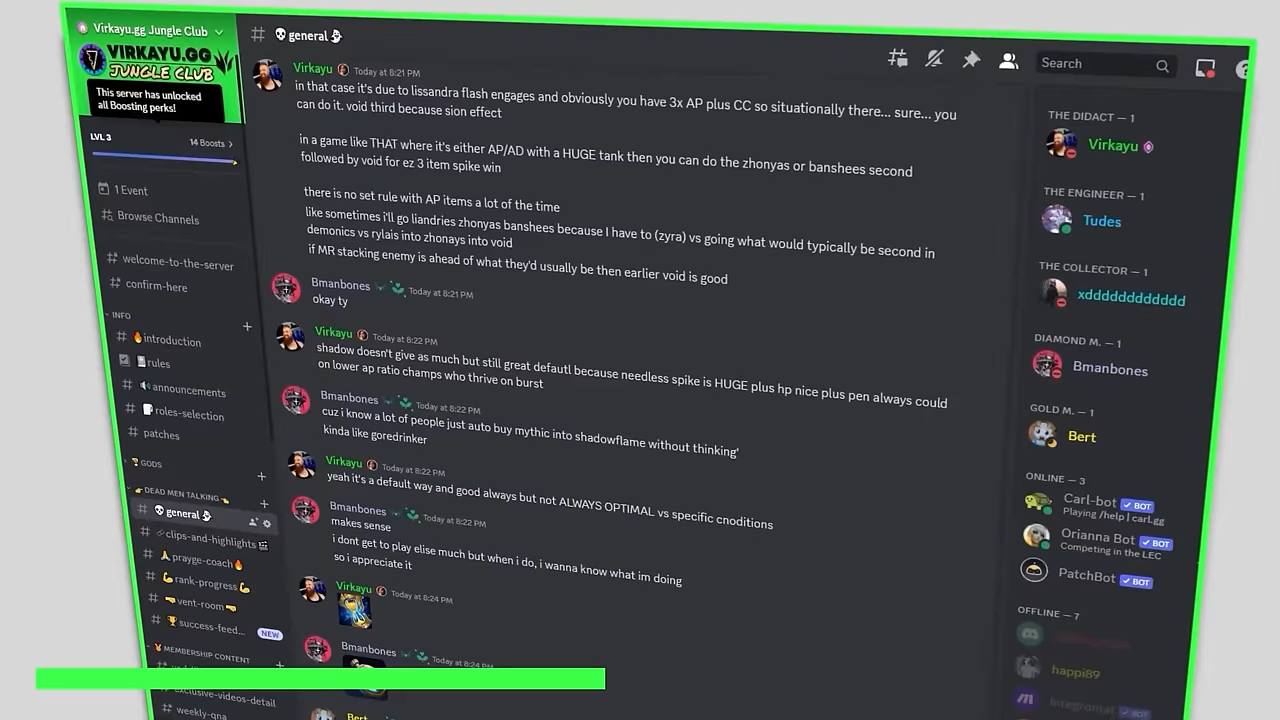 Virkayu.gg Jungle Club
VIRKAYU.GG
JUNGLE CLUB
This server has unlocked
all Boosting perks!
LVL 3
14 Boosts
1 Event
Browse Channels
welcome-to-the-server
confirm-here
INFO
introduction
rules
announcements
roles-selection
patches
GODS
DEAD MEN TALKING
general
clips-and-highlights
prayge-coach
rank-progress
vent-room
success-feed...
NEW
MEMBERSHIP CONTENT
exclusive-videos-detail
weekly-qna
general
Search
Virkayu Today at 8:21 PM
in that case it's due to lissandra flash engages and obviously you have 3x AP plus CC so situationally there... sure... you
can do it. void third because sion effect
in a game like THAT where it's either AP/AD with a HUGE tank then you can do the zhonyas or banshees second
followed by void for ez 3 item spike win
there is no set rule with AP items a lot of the time
like sometimes i'll go liandries zhonyas banshees because I have to (zyra) vs going what would typically be second in
demonics vs rylais into zhonays into void
if MR stacking enemy is ahead of what they'd usually be then earlier void is good
Bmanbones Today at 8:21 PM
okay ty
Virkayu Today at 8:22 PM
shadow doesn't give as much but still great defautl because needless spike is HUGE plus hp nice plus pen always could
on lower ap ratio champs who thrive on burst
Bmanbones Today at 8:22 PM
cuz i know a lot of people just auto buy mythic into shadowflame without thinking'
kinda like goredrinker
Virkayu Today at 8:22 PM
yeah it's a default way and good always but not ALWAYS OPTIMAL vs specific cnoditions
Bmanbones Today at 8:22 PM
makes sense
i dont get to play elise much but when i do, i wanna know what im doing
so i appreciate it
Virkayu Today at 8:24 PM
Bmanbones Today at 8:24 PM
Bert
THE DIDACT — 1
Virkayu
THE ENGINEER — 1
Tudes
THE COLLECTOR — 1
xdddddddddddd
DIAMOND M. — 1
Bmanbones
GOLD M. — 1
Bert
ONLINE — 3
Carl-bot BOT
Playing /help | carl.gg
Orianna Bot BOT
Competing in the LEC
PatchBot BOT
OFFLINE — 7
happi89
Integromat BOT